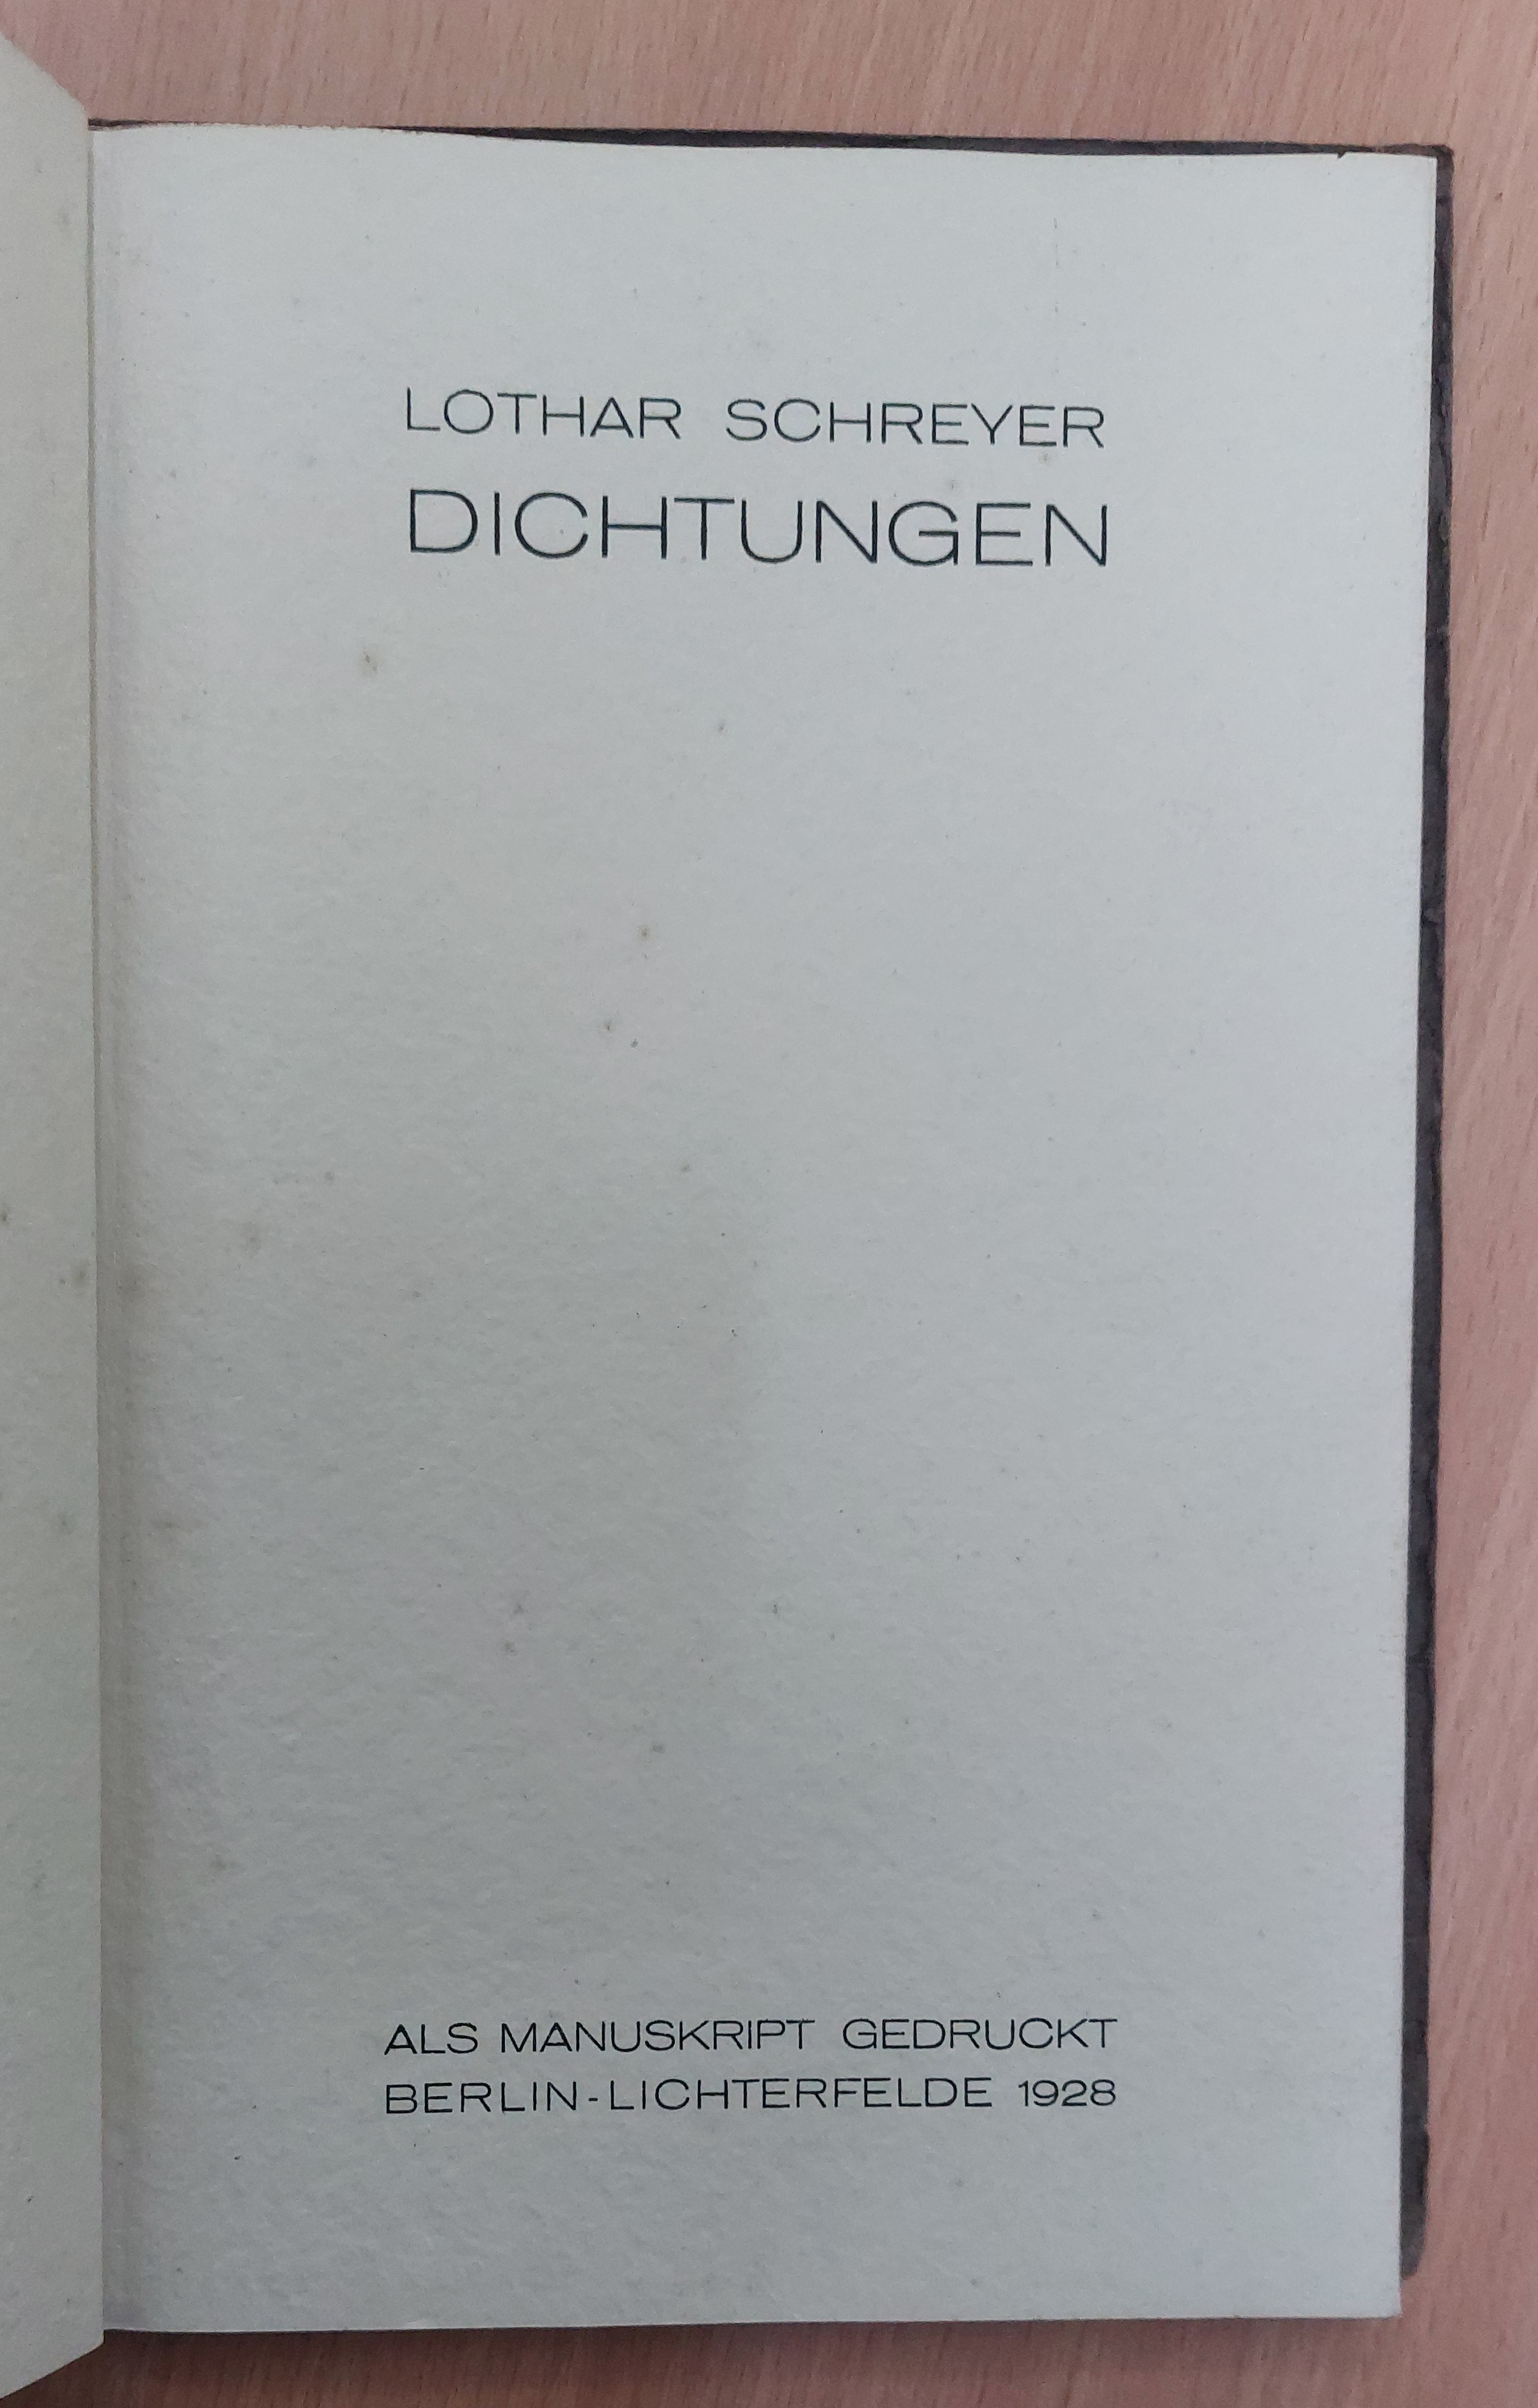 LOTHAR SCHREYER
DICHTUNGEN
ALS MANUSKRIPT GEDRUCKT
BERLIN-LICHTERFELDE 1928